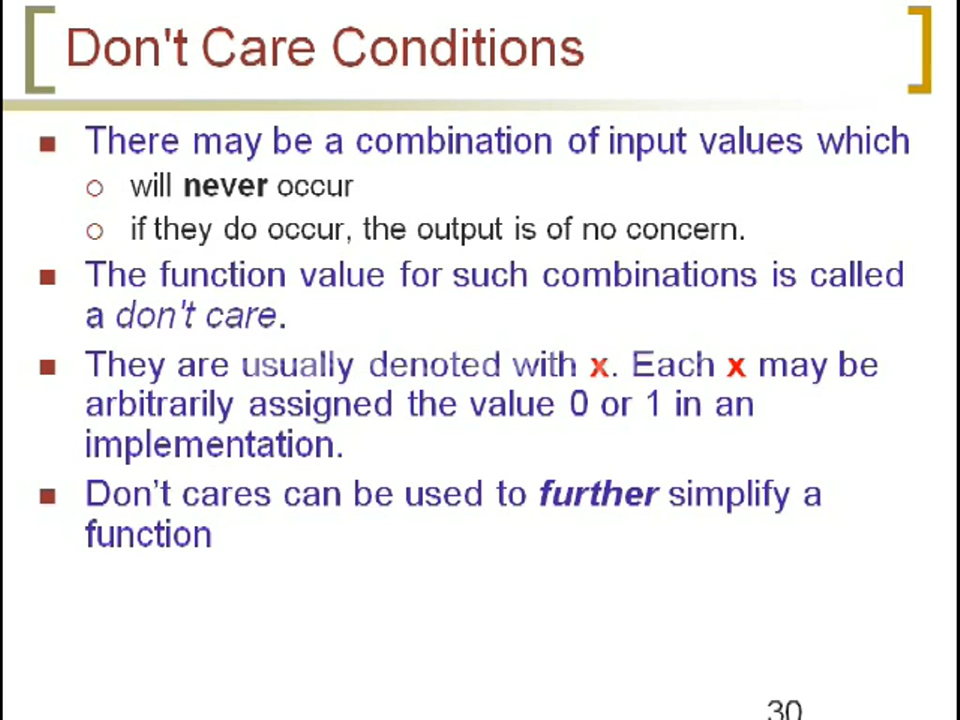 Don't Care Conditions
There may be a combination of input values which
will never occur
if they do occur, the output is of no concern.
The function value for such combinations is called
a don't care.
They are usually denoted with x. Each x may be
arbitrarily assigned the value 0 or 1 in an
implementation.
Don’t cares can be used to further simplify a
function
30